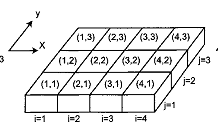 y
3
X
(1,3) (2,3) (3,3) (4,3)
(1,2) (2,2) (3,2) (4,2)
(1,1) (2,1) (3,1) (4,1)
j=3
j=2
j=1
i=1 i=2 i=3 i=4